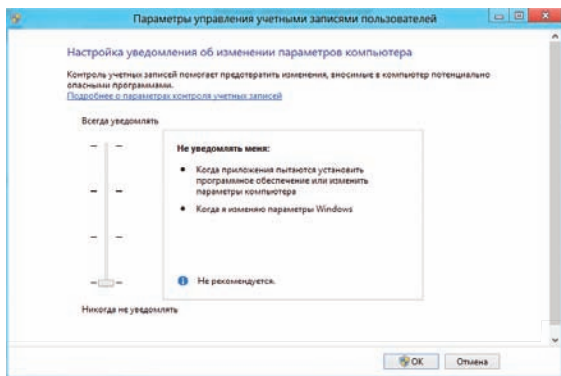 Параметры управления учетными записями пользователей
Настройка уведомления об изменении параметров компьютера
Контроль учетных записей помогает предотвратить изменения, вносимые в компьютер потенциально
опасными программами.
Подробнее о параметрах контроля учетных записей
Всегда уведомлять
Не уведомлять меня:
Когда приложения пытаются установить
программное обеспечение или изменить
параметры компьютера
Когда я изменяю параметры Windows
Не рекомендуется.
Никогда не уведомлять
OK
Отмена